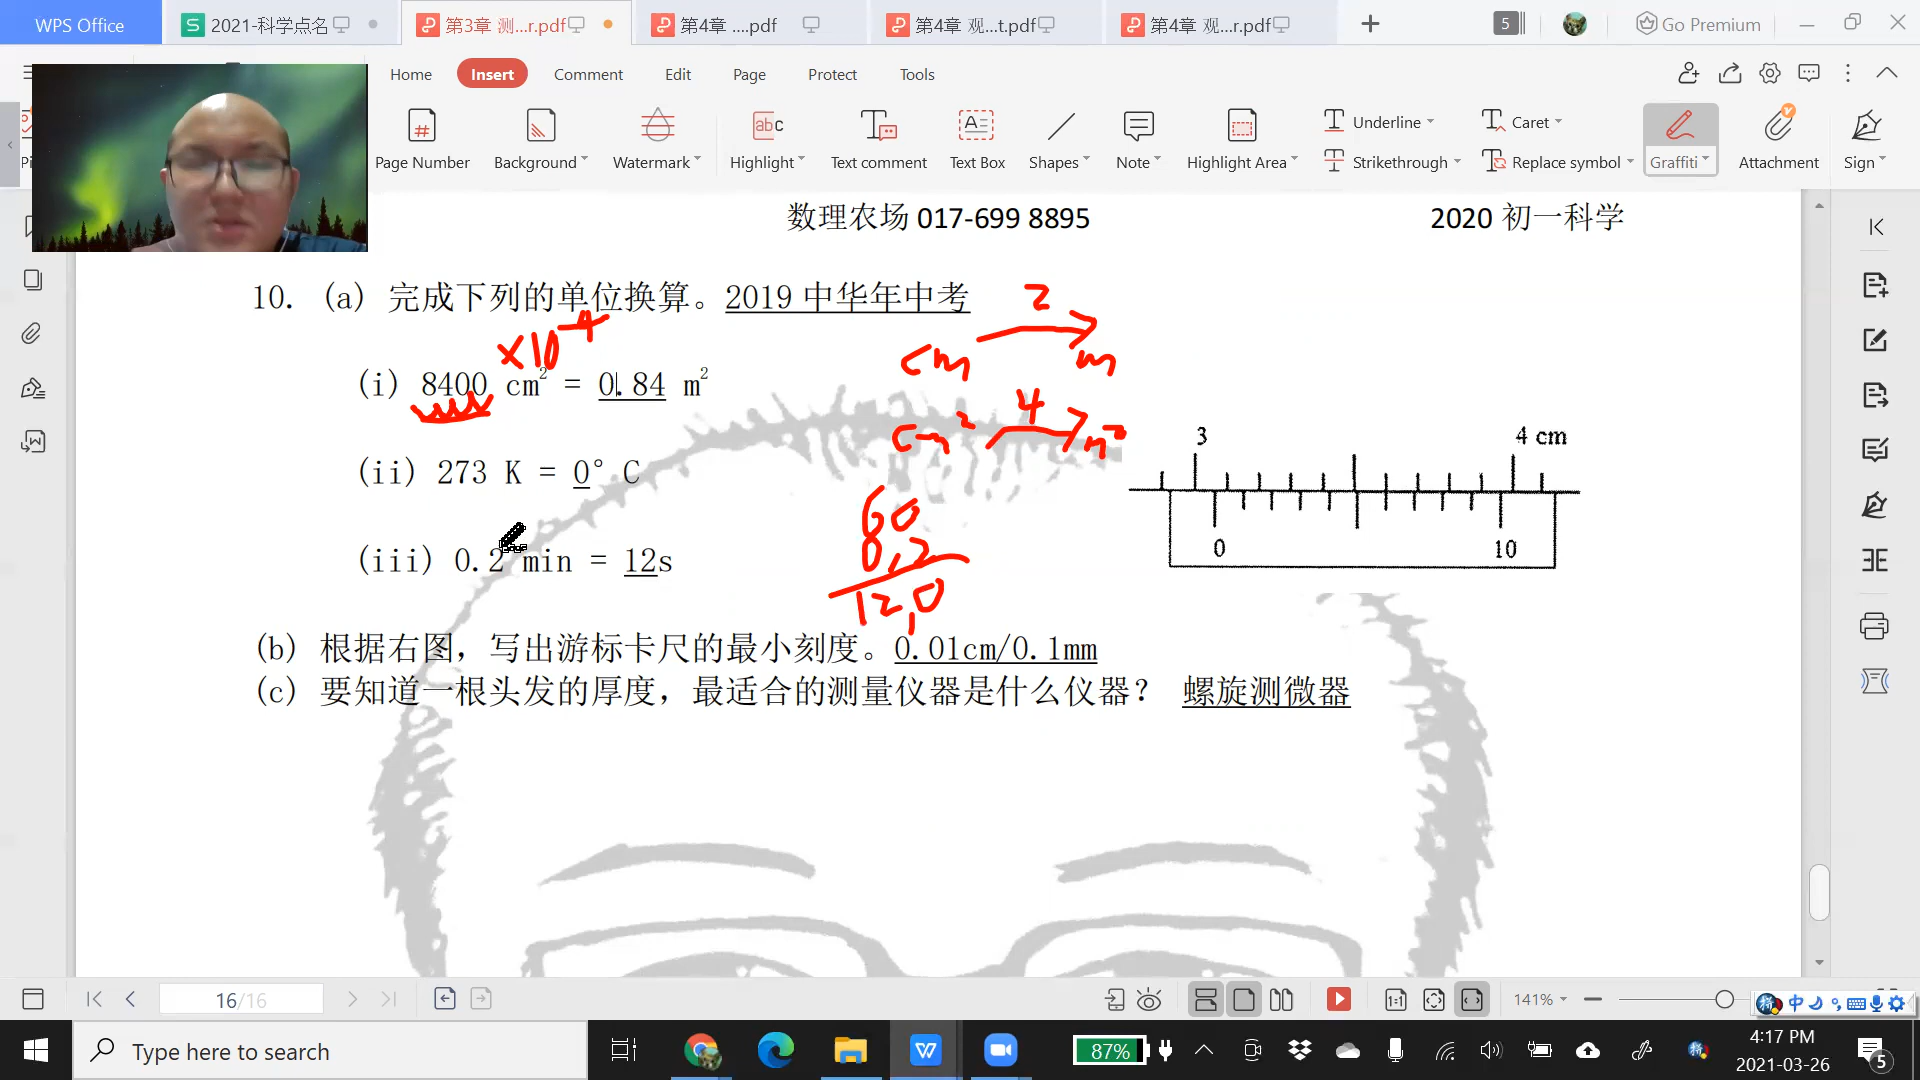 WPS Office
2021-科学点名
第3章 测...r.pdf
第4章 ....pdf
第4章 观...t.pdf
第4章 观...r.pdf
5
Go Premium
Home
Insert
Comment
Edit
Page
Protect
Tools
Page Number
Background
Watermark
Highlight
Text comment
Text Box
Shapes
Note
Highlight Area
Underline
Strikethrough
Caret
Replace symbol
Graffiti
Attachment
Sign
数理农场 017-699 8895
2020 初一科学
10. (a) 完成下列的单位换算。2019 中华年中考
×10⁻⁴
2
cm
m
(i) 8400 cm² = 0.84 m²
4
cm²
m²
3
4 cm
(ii) 273 K = 0° C
60
0.2
12,0
0
10
(iii) 0.2 min = 12s
(b) 根据右图，写出游标卡尺的最小刻度。0.01cm/0.1mm
(c) 要知道一根头发的厚度，最适合的测量仪器是什么仪器？ 螺旋测微器
16/16
141%
中
Type here to search
87%
4:17 PM
2021-03-26
5